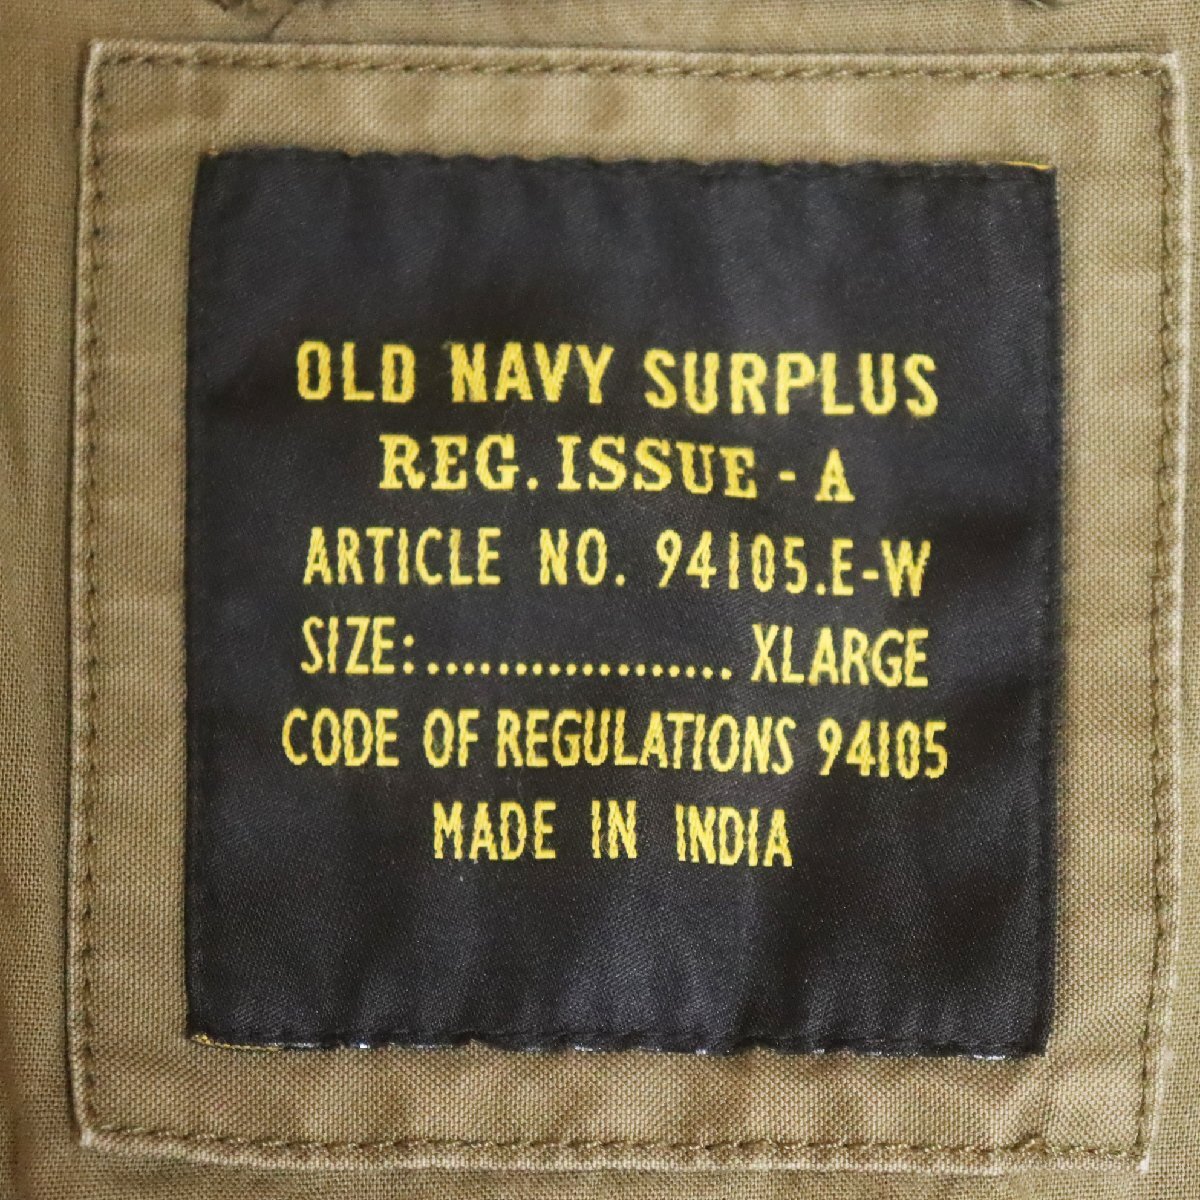 OLD NAVY SURPLUS
REG. ISSUE - A
ARTICLE NO. 94105.E-W
SIZE:...................... XLARGE
CODE OF REGULATIONS 94105
MADE IN INDIA